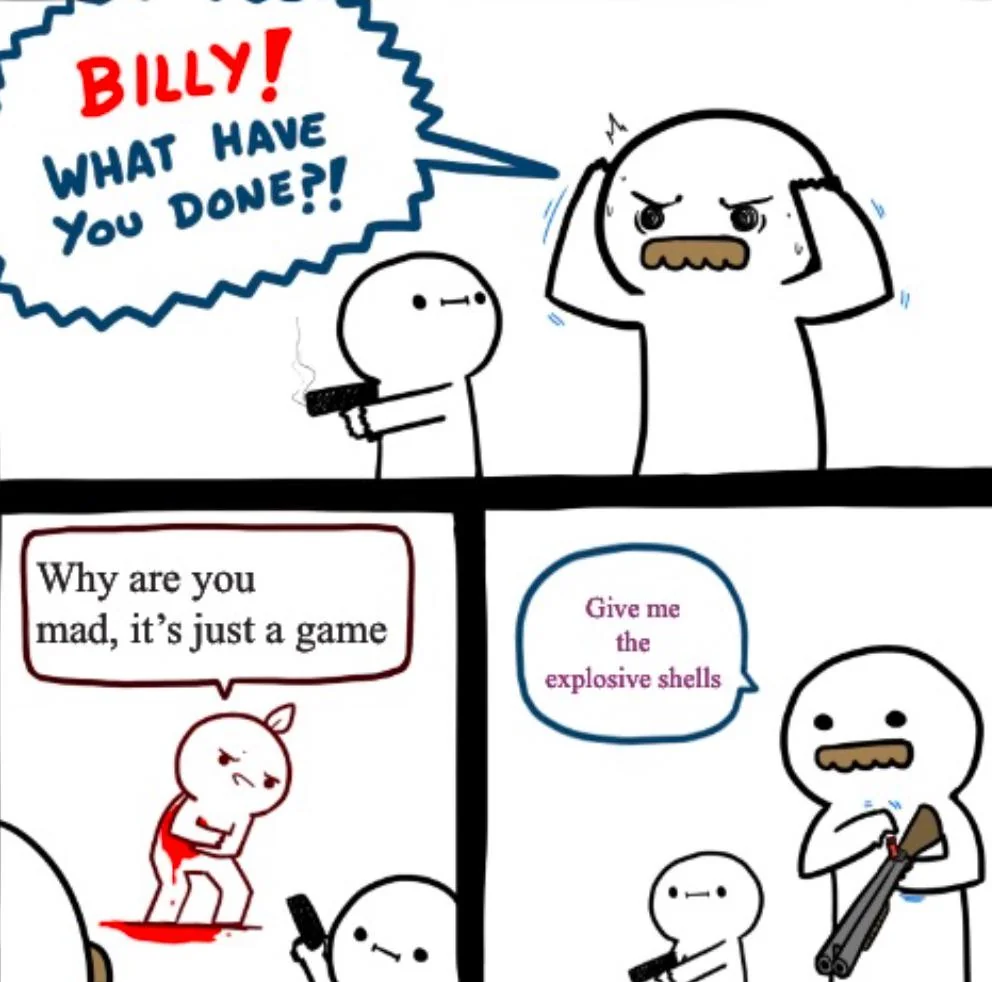 BILLY!
WHAT HAVE
YOU DONE?!
Why are you
mad, it's just a game
Give me
the
explosive shells